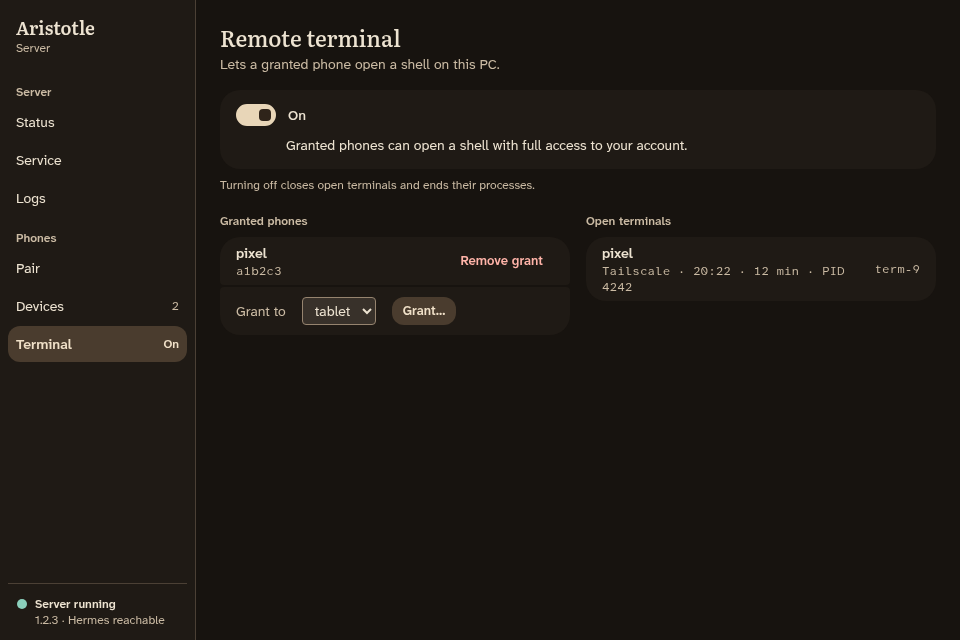 Aristotle
Server
Server
Status
Service
Logs
Phones
Pair
Devices 2
Terminal On
Server running
1.2.3 · Hermes reachable
Remote terminal
Lets a granted phone open a shell on this PC.
On
Granted phones can open a shell with full access to your account.
Turning off closes open terminals and ends their processes.
Granted phones
pixel
a1b2c3
Remove grant
Grant to tablet Grant...
Open terminals
pixel
Tailscale · 20:22 · 12 min · PID
4242
term-9